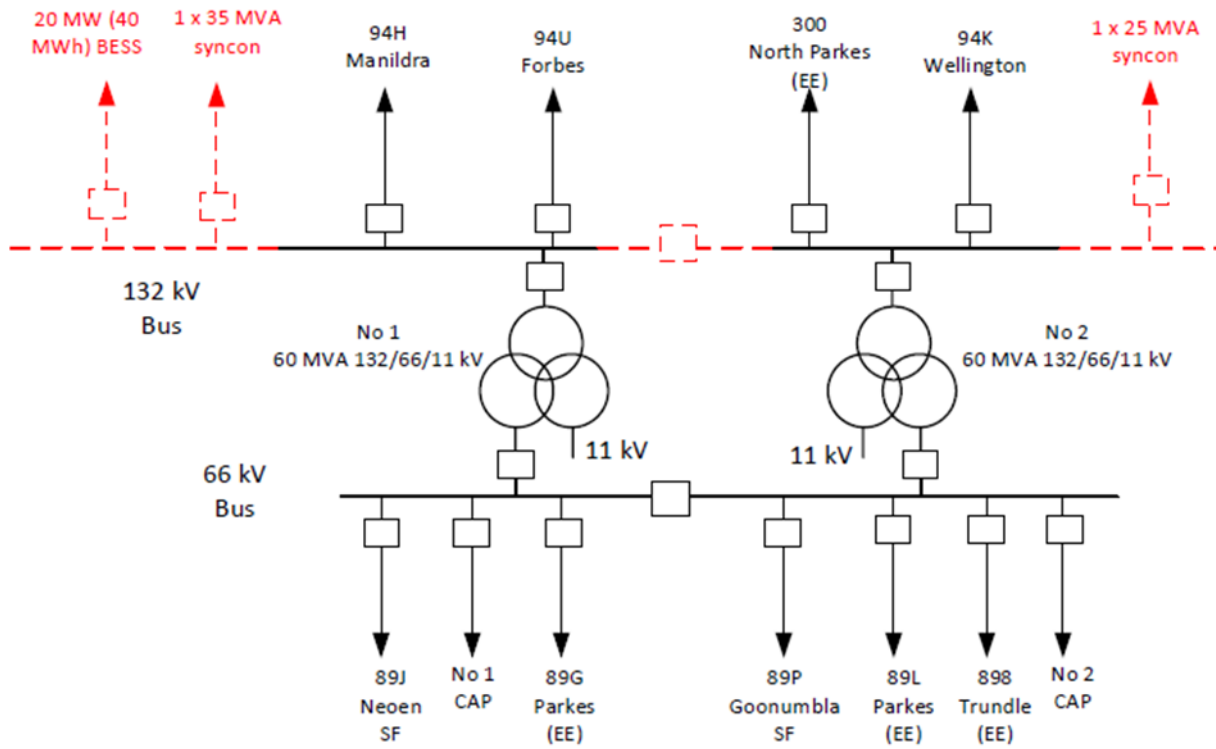 20 MW (40
MWh) BESS
1 x 35 MVA
syncon
94H
Manildra
94U
Forbes
300
North Parkes
(EE)
94K
Wellington
1 x 25 MVA
syncon
132 kV
Bus
No 1
60 MVA 132/66/11 kV
No 2
60 MVA 132/66/11 kV
11 kV
11 kV
66 kV
Bus
89J
Neoen
SF
No 1
CAP
89G
Parkes
(EE)
89P
Goonumbla
SF
89L
Parkes
(EE)
898
Trundle
(EE)
No 2
CAP